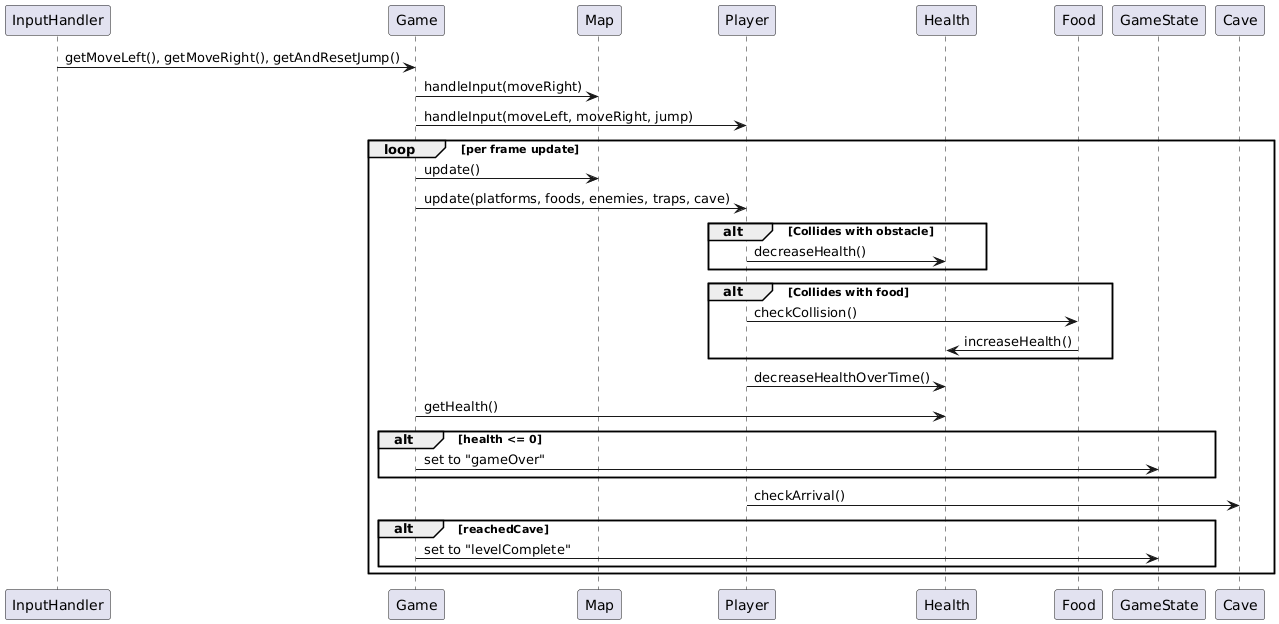 InputHandler Game Map Player Health Food GameState Cave
getMoveLeft(), getMoveRight(), getAndResetJump()
handleInput(moveRight)
handleInput(moveLeft, moveRight, jump)
loop [per frame update]
update()
update(platforms, foods, enemies, traps, cave)
alt [Collides with obstacle]
decreaseHealth()
alt [Collides with food]
checkCollision()
increaseHealth()
decreaseHealthOverTime()
getHealth()
alt [health <= 0]
set to "gameOver"
checkArrival()
alt [reachedCave]
set to "levelComplete"
InputHandler Game Map Player Health Food GameState Cave